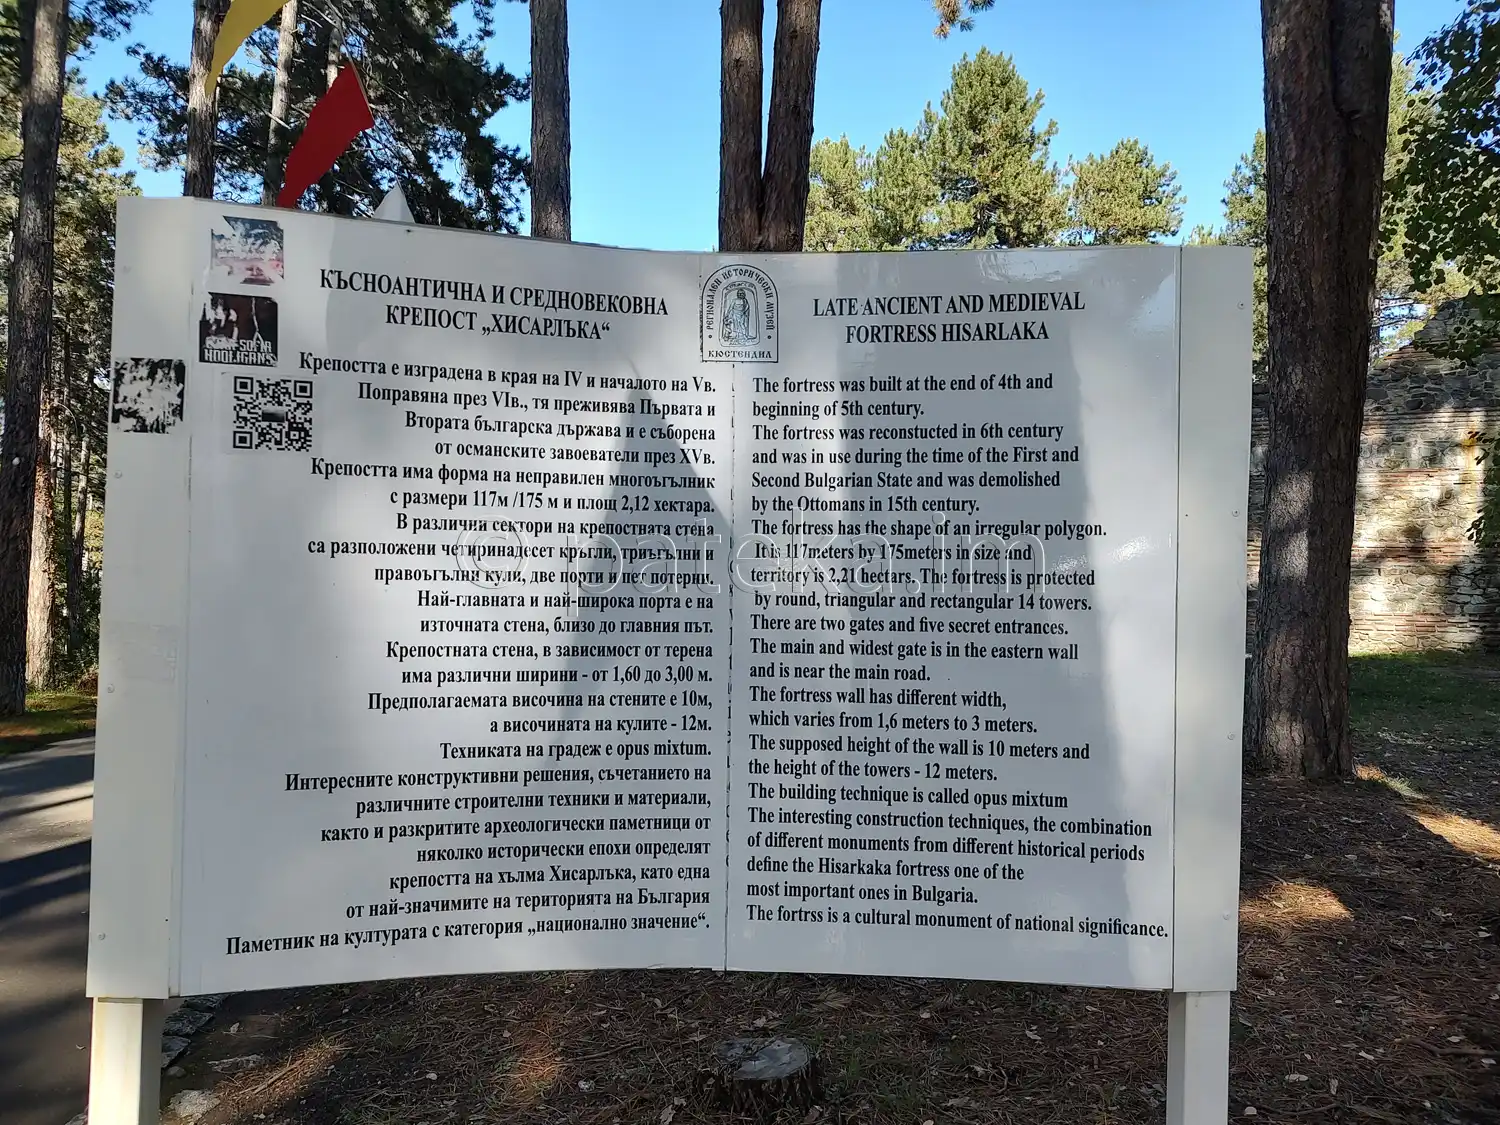 КЪСНОАНТИЧНА И СРЕДНОВЕКОВНА
КРЕПОСТ „ХИСАРЛЪКА“
Крепостта е изградена в края на IV и началото на Vв.
Поправяна през VIв., тя преживява Първата и
Втората българска държава и е съборена
от османските завоеватели през XVв.
Крепостта има форма на неправилен многоъгълник
с размери 117м /175 м и площ 2,12 хектара.
В различни сектори на крепостната стена
са разположени четиринадесет кръгли, триъгълни и
правоъгълни кули, две порти и пет потерни.
Най-главната и най-широка порта е на
източната стена, близо до главния път.
Крепостната стена, в зависимост от терена
има различни ширини - от 1,60 до 3,00 м.
Предполагаемата височина на стените е 10м,
а височината на кулите - 12м.
Техниката на градеж е opus mixtum.
Интересните конструктивни решения, съчетанието на
различните строителни техники и материали,
както и разкритите археологически паметници от
няколко исторически епохи определят
крепостта на хълма Хисарлъка, като една
от най-значимите на територията на България
Паметник на културата с категория „национално значение“.
РЕГИОНАЛЕН ИСТОРИЧЕСКИ МУЗЕЙ
КЮСТЕНДИЛ
LATE ANCIENT AND MEDIEVAL
FORTRESS HISARLAKA
The fortress was built at the end of 4th and
beginning of 5th century.
The fortress was reconstucted in 6th century
and was in use during the time of the First and
Second Bulgarian State and was demolished
by the Ottomans in 15th century.
The fortress has the shape of an irregular polygon.
It is 117meters by 175meters in size and
territory is 2,21 hectars. The fortress is protected
by round, triangular and rectangular 14 towers.
There are two gates and five secret entrances.
The main and widest gate is in the eastern wall
and is near the main road.
The fortress wall has different width,
which varies from 1,6 meters to 3 meters.
The supposed height of the wall is 10 meters and
the height of the towers - 12 meters.
The building technique is called opus mixtum
The interesting construction techniques, the combination
of different monuments from different historical periods
define the Hisarkaka fortress one of the
most important ones in Bulgaria.
The fortrss is a cultural monument of national significance.
SOFIA
HOOLIGANS
© pateka.im